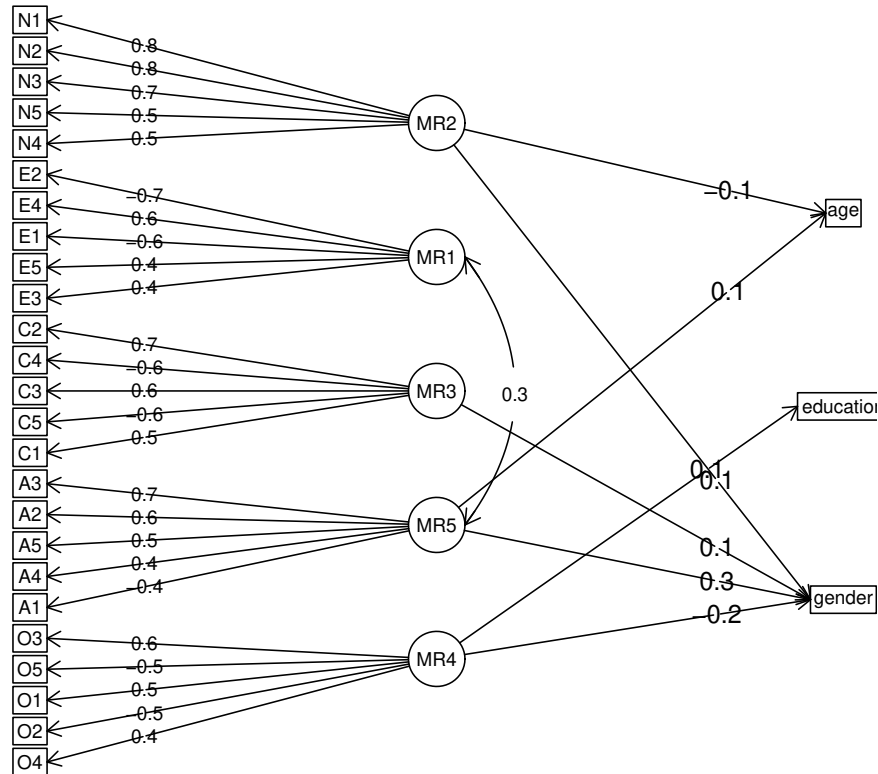 N1
N2
N3
N5
N4
E2
E4
E1
E5
E3
C2
C4
C3
C5
C1
A3
A2
A5
A4
A1
O3
O5
O1
O2
O4
0.8
0.8
0.7
0.5
0.5
−0.7
0.6
−0.6
0.4
0.4
0.7
−0.6
0.6
−0.6
0.5
0.7
0.6
0.5
0.4
−0.4
0.6
−0.5
0.5
−0.5
0.4
MR2
MR1
MR3
MR5
MR4
0.3
−0.1
0.1
0.1
0.1
0.1
0.3
−0.2
age
education
gender